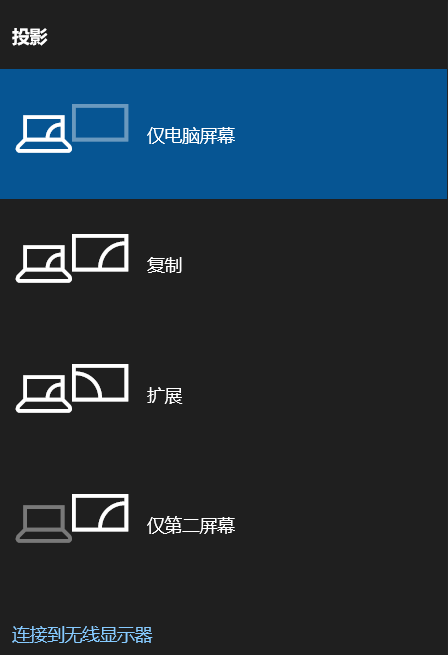 投影
仅电脑屏幕
复制
扩展
仅第二屏幕
连接到无线显示器